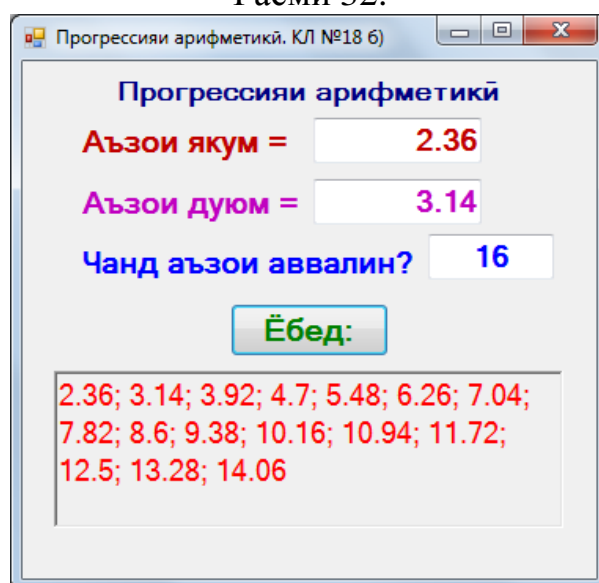 Расми 32.
Прогрессияи арифметикӣ. КЛ №18 б)
Прогрессияи арифметикӣ
Аъзои якум = 2.36
Аъзои дуюм = 3.14
Чанд аъзои аввалин? 16
Ёбед:
2.36; 3.14; 3.92; 4.7; 5.48; 6.26; 7.04;
7.82; 8.6; 9.38; 10.16; 10.94; 11.72;
12.5; 13.28; 14.06